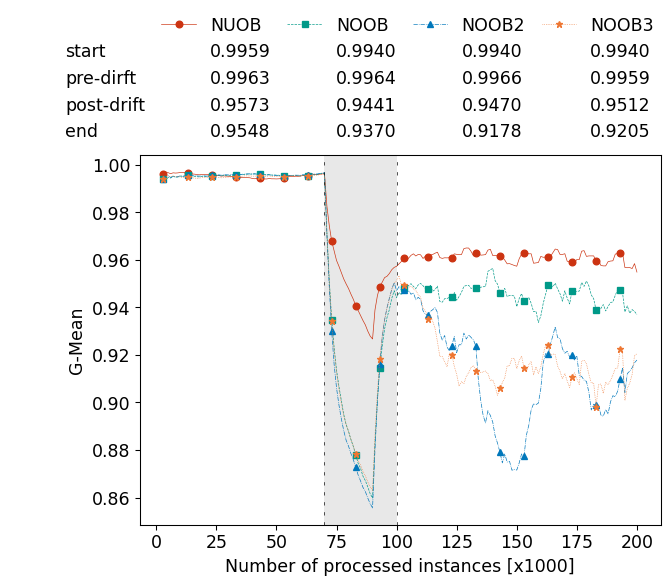 NUOB NOOB NOOB2 NOOB3
start 0.9959 0.9940 0.9940 0.9940
pre-dirft 0.9963 0.9964 0.9966 0.9959
post-drift 0.9573 0.9441 0.9470 0.9512
end 0.9548 0.9370 0.9178 0.9205
1.00
0.98
0.96
0.94
0.92
0.90
0.88
0.86
G-Mean
0 25 50 75 100 125 150 175 200
Number of processed instances [x1000]